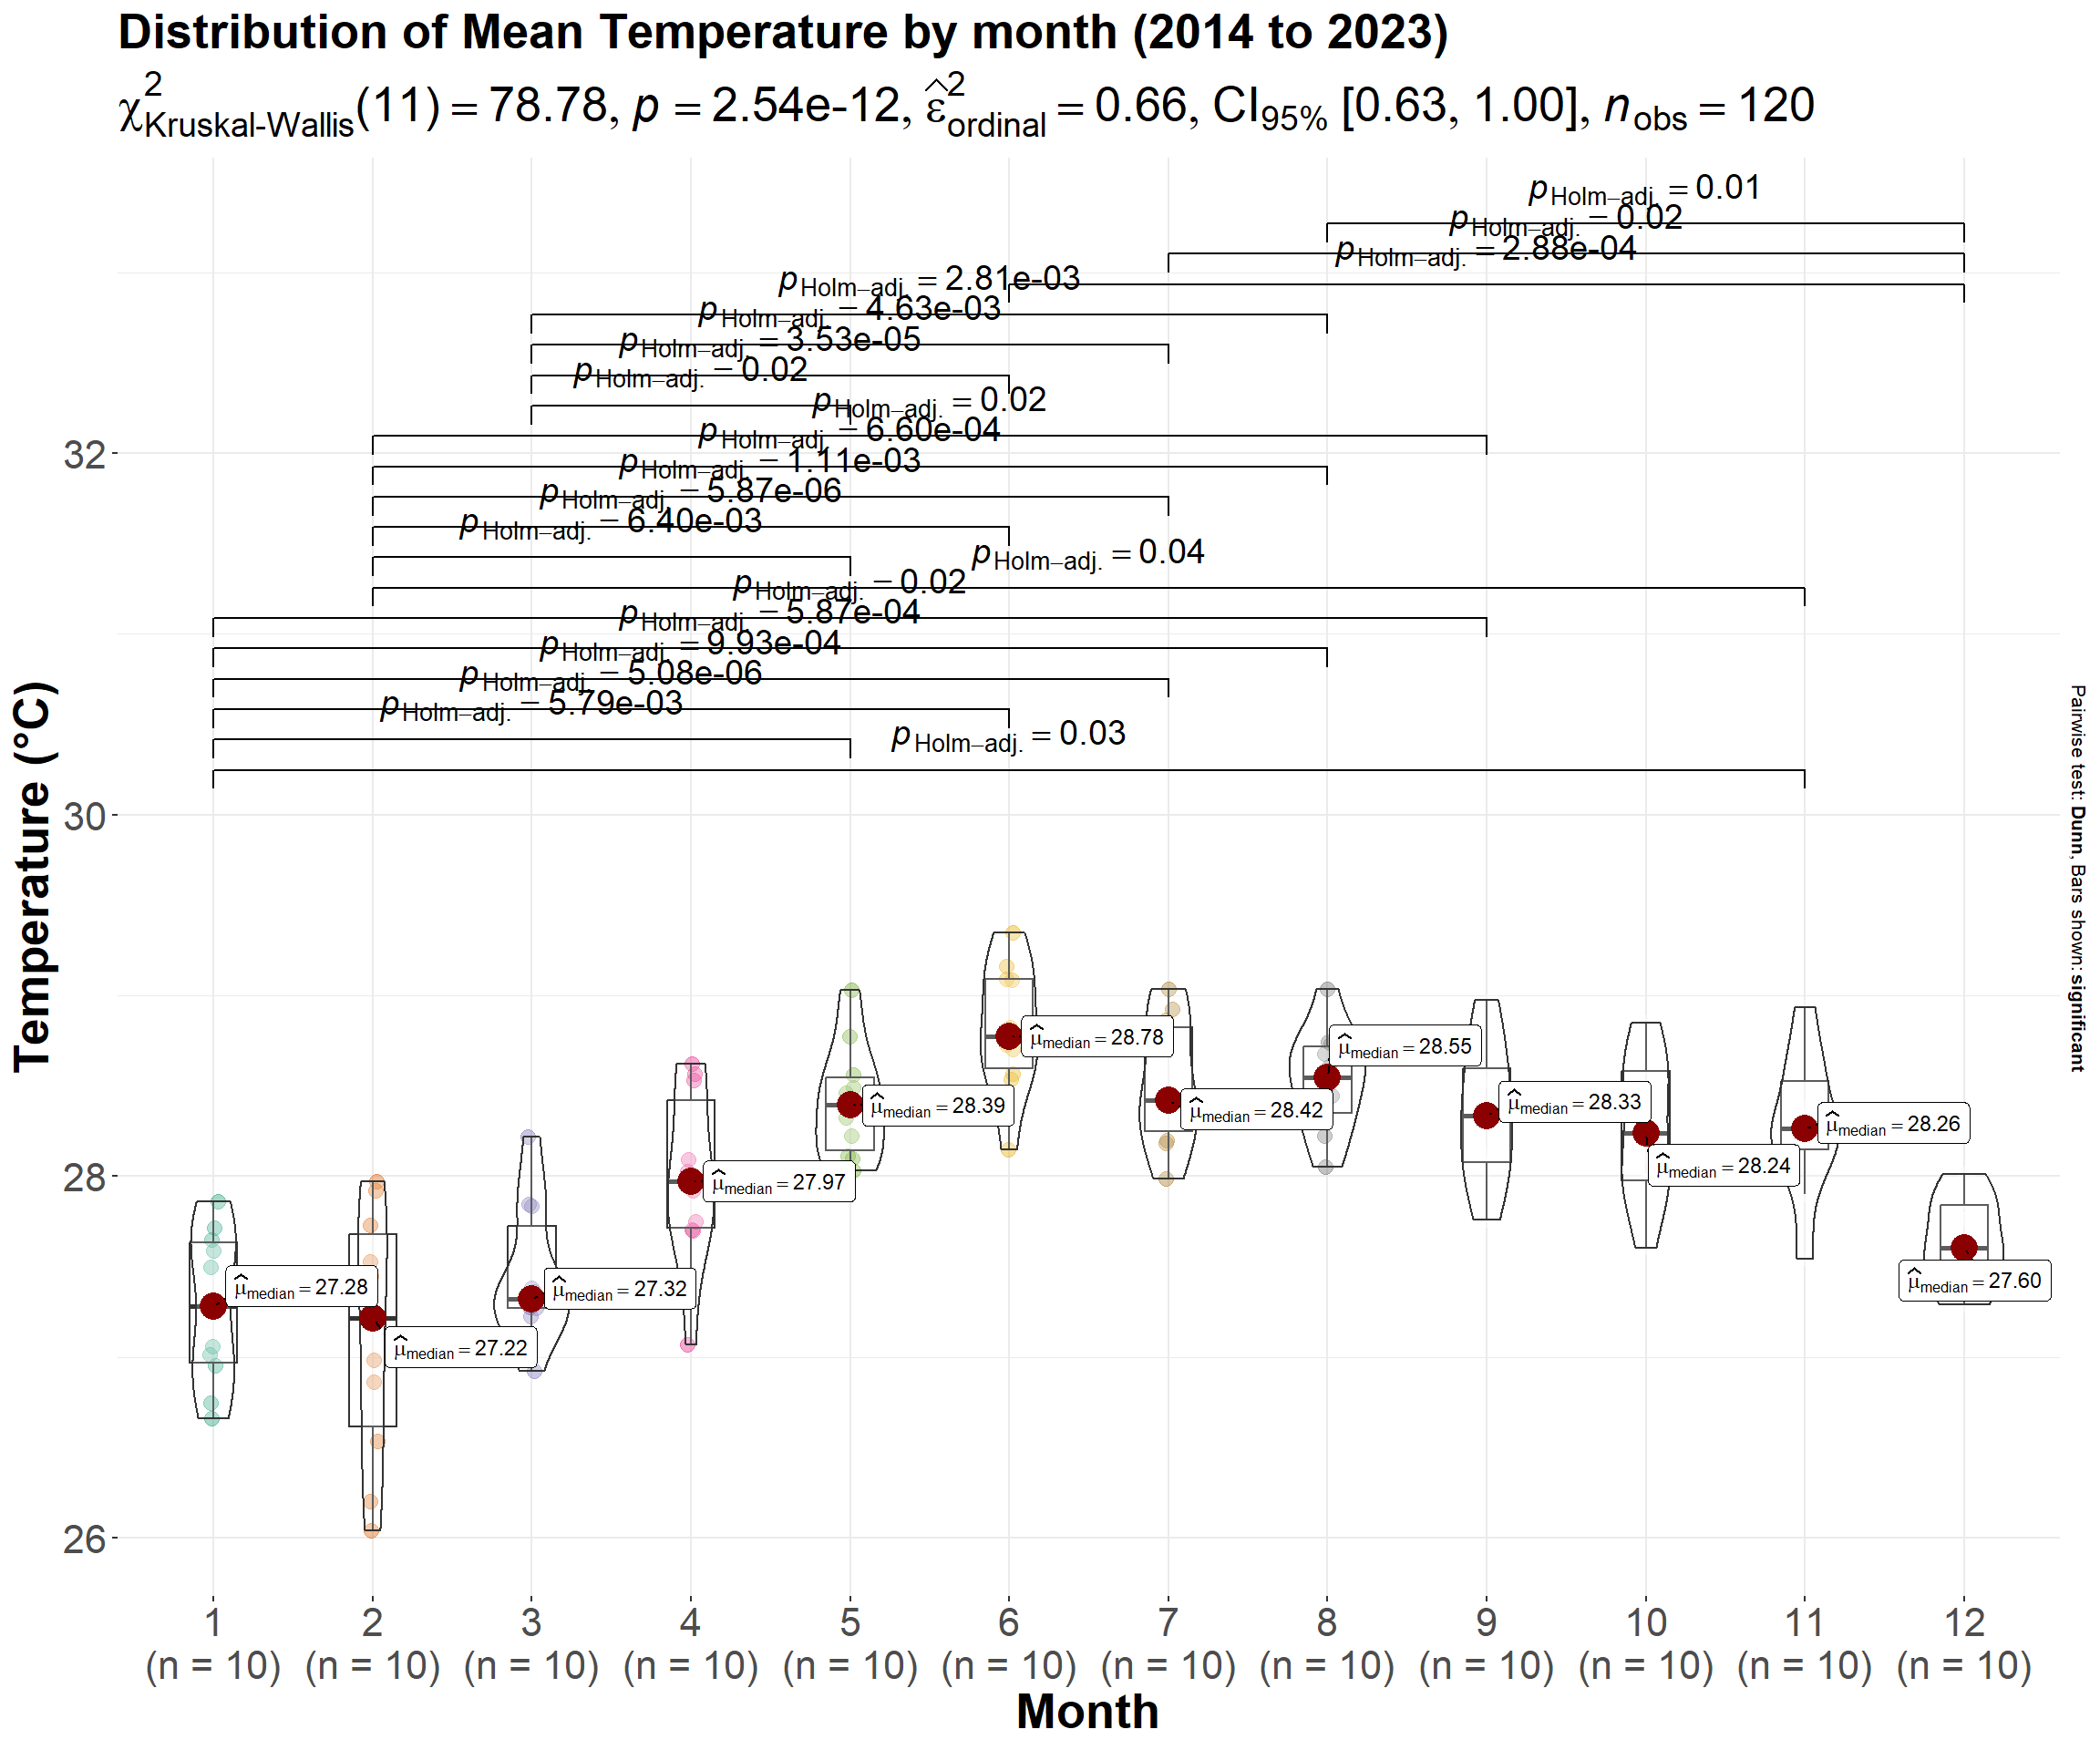 Distribution of Mean Temperature by month (2014 to 2023)
χ²Kruskal-Wallis(11) = 78.78, p = 2.54e-12, ε̂²ordinal = 0.66, CI95% [0.63, 1.00], nobs = 120
pHolm–adj. = 0.01
pHolm–adj. = 0.02
pHolm–adj. = 2.88e-04
pHolm–adj. = 2.81e-03
pHolm–adj. = 4.63e-03
pHolm–adj. = 3.53e-05
pHolm–adj. = 0.02
pHolm–adj. = 0.02
pHolm–adj. = 6.60e-04
pHolm–adj. = 1.11e-03
pHolm–adj. = 5.87e-06
pHolm–adj. = 6.40e-03
pHolm–adj. = 0.04
pHolm–adj. = 0.02
pHolm–adj. = 5.87e-04
pHolm–adj. = 9.93e-04
pHolm–adj. = 5.08e-06
pHolm–adj. = 5.79e-03
pHolm–adj. = 0.03
Temperature (°C)
32
30
28
26
μ̂median = 27.28
μ̂median = 27.22
μ̂median = 27.32
μ̂median = 27.97
μ̂median = 28.39
μ̂median = 28.78
μ̂median = 28.42
μ̂median = 28.55
μ̂median = 28.33
μ̂median = 28.24
μ̂median = 28.26
μ̂median = 27.60
Pairwise test: Dunn, Bars shown: significant
1 2 3 4 5 6 7 8 9 10 11 12
(n = 10) (n = 10) (n = 10) (n = 10) (n = 10) (n = 10) (n = 10) (n = 10) (n = 10) (n = 10) (n = 10) (n = 10)
Month